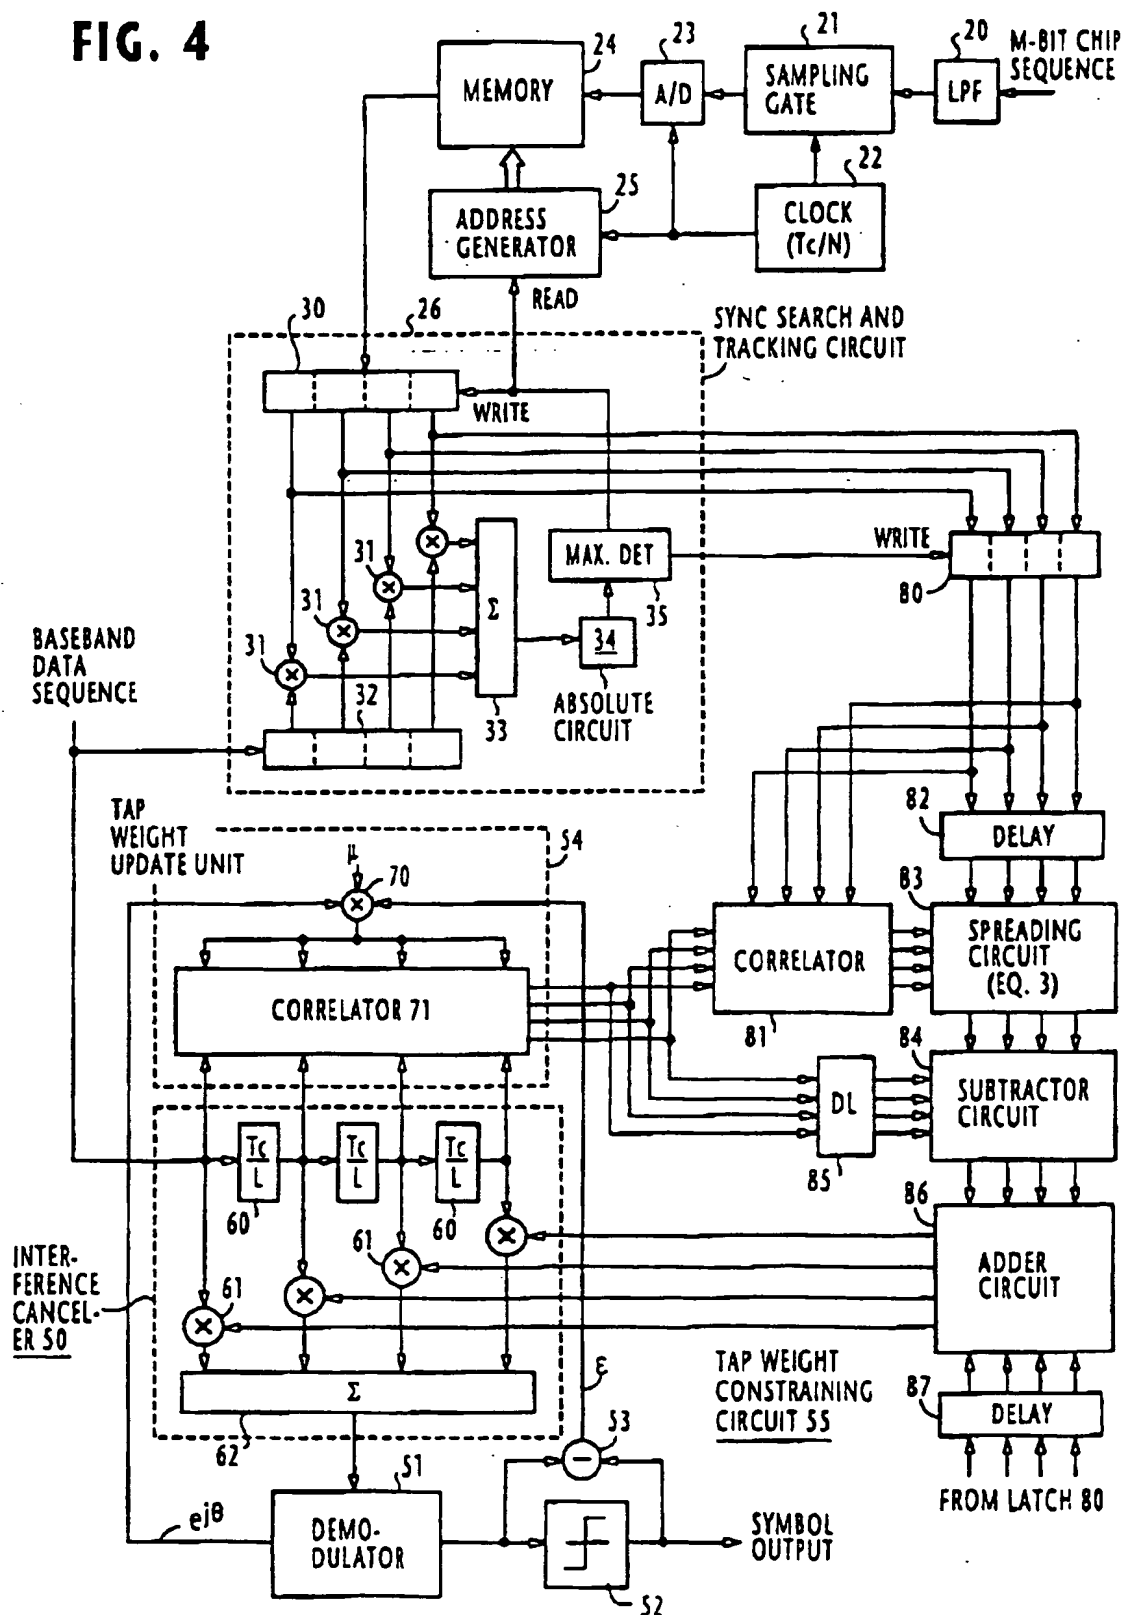 FIG. 4
24
23
21
20
M-BIT CHIP
SEQUENCE
MEMORY
A/D
SAMPLING
GATE
LPF
22
25
ADDRESS
GENERATOR
CLOCK
(Tc/N)
READ
30
26
SYNC SEARCH AND
TRACKING CIRCUIT
WRITE
31
31
31
Σ
MAX. DET
35
WRITE
80
34
ABSOLUTE
CIRCUIT
32
33
BASEBAND
DATA
SEQUENCE
TAP
WEIGHT
UPDATE UNIT
54
μ
70
82
DELAY
83
CORRELATOR 71
CORRELATOR
81
SPREADING
CIRCUIT
(EQ. 3)
84
DL
85
SUBTRACTOR
CIRCUIT
Tc
L
Tc
L
Tc
L
60
60
86
61
61
ADDER
CIRCUIT
INTER-
FERENCE
CANCEL-
ER 50
Σ
62
ε
TAP WEIGHT
CONSTRAINING
CIRCUIT 55
87
DELAY
53
51
FROM LATCH 80
ejθ
DEMO-
DULATOR
52
SYMBOL
OUTPUT